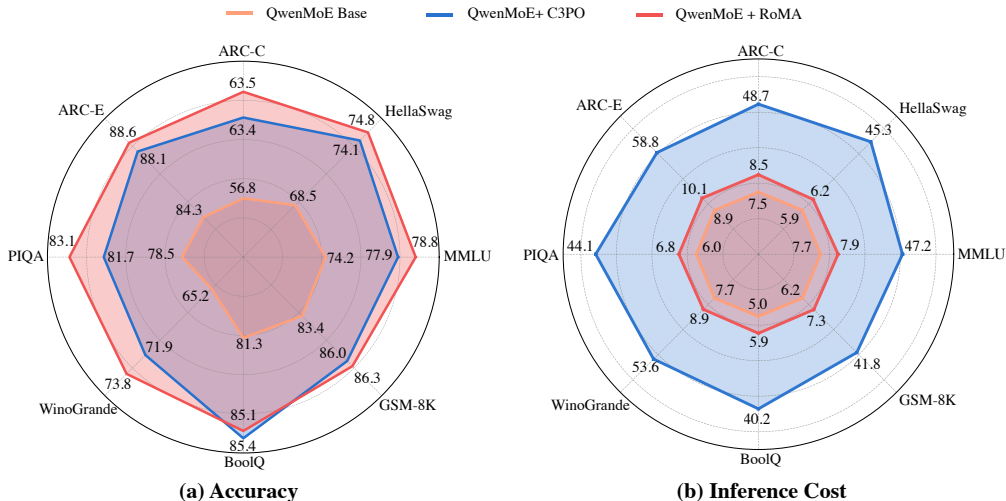 QwenMoE Base QwenMoE+ C3PO QwenMoE + RoMA
ARC-C
63.5
63.4
56.8
HellaSwag
74.8
74.1
68.5
ARC-E
88.6
88.1
84.3
PIQA
83.1
81.7
78.5
MMLU
78.8
77.9
74.2
WinoGrande
73.8
71.9
65.2
GSM-8K
86.3
86.0
83.4
81.3
85.1
85.4
BoolQ
(a) Accuracy
ARC-C
48.7
8.5
7.5
HellaSwag
45.3
6.2
5.9
ARC-E
58.8
10.1
8.9
PIQA
44.1
6.8
6.0
MMLU
47.2
7.9
7.7
WinoGrande
53.6
8.9
7.7
GSM-8K
41.8
7.3
6.2
5.0
5.9
40.2
BoolQ
(b) Inference Cost